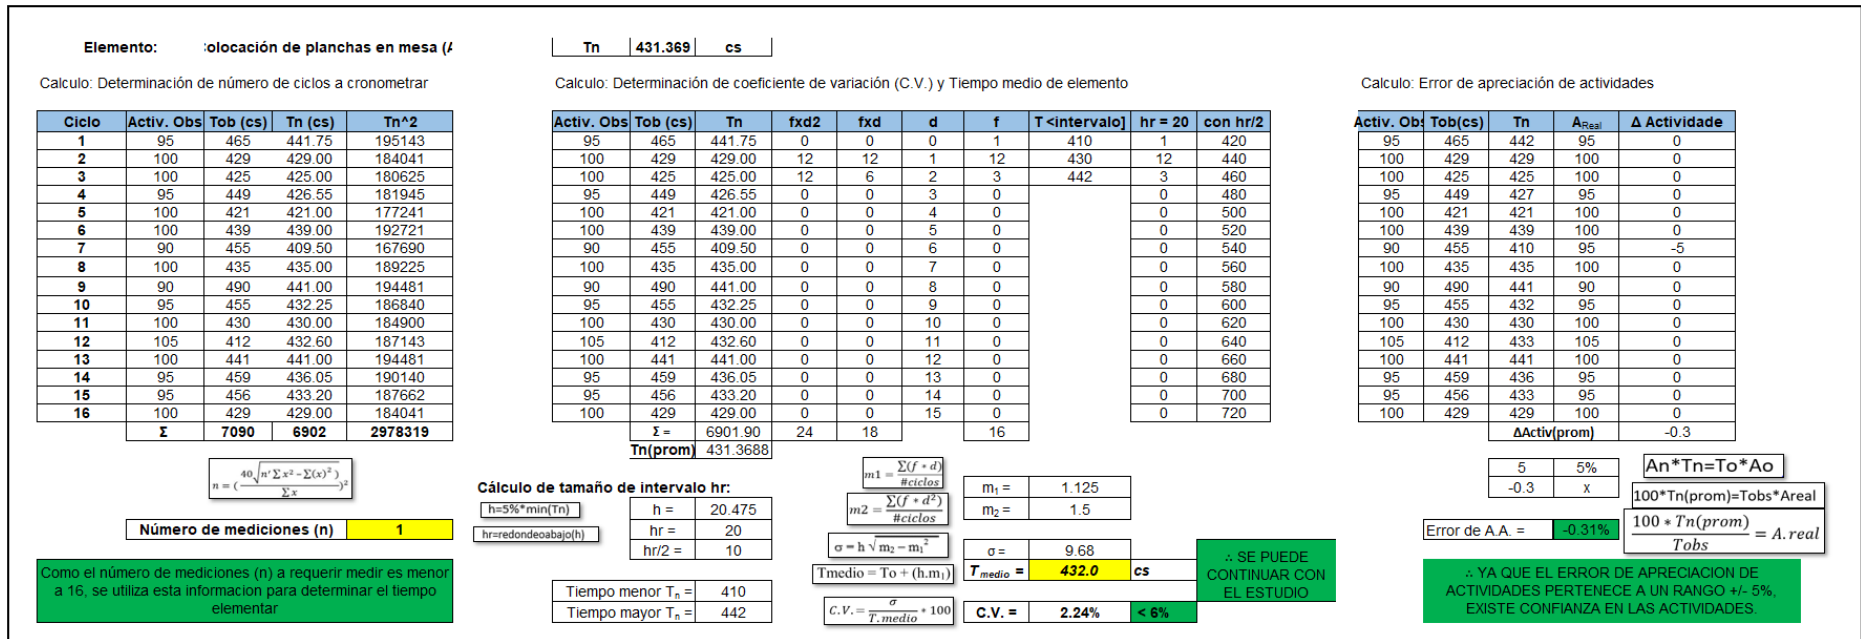 Elemento: olocación de planchas en mesa (A
Tn 431.369 cs
Calculo: Determinación de número de ciclos a cronometrar
Ciclo Activ. Obs Tob (cs) Tn (cs) Tn^2
1 95 465 441.75 195143
2 100 429 429.00 184041
3 100 425 425.00 180625
4 95 449 426.55 181945
5 100 421 421.00 177241
6 100 439 439.00 192721
7 90 455 409.50 167690
8 100 435 435.00 189225
9 90 490 441.00 194481
10 95 455 432.25 186840
11 100 430 430.00 184900
12 105 412 432.60 187143
13 100 441 441.00 194481
14 95 459 436.05 190140
15 95 456 433.20 187662
16 100 429 429.00 184041
Σ 7090 6902 2978319
n = (40√(n' Σ x² − Σ(x)²) / Σ x)²
Número de mediciones (n) 1
Como el número de mediciones (n) a requerir medir es menor
a 16, se utiliza esta informacion para determinar el tiempo
elementar
Calculo: Determinación de coeficiente de variación (C.V.) y Tiempo medio de elemento
Activ. Obs Tob (cs) Tn fxd2 fxd d f T <intervalo] hr = 20 con hr/2
95 465 441.75 0 0 0 1 410 1 420
100 429 429.00 12 12 1 12 430 12 440
100 425 425.00 12 6 2 3 442 3 460
95 449 426.55 0 0 3 0 0 480
100 421 421.00 0 0 4 0 0 500
100 439 439.00 0 0 5 0 0 520
90 455 409.50 0 0 6 0 0 540
100 435 435.00 0 0 7 0 0 560
90 490 441.00 0 0 8 0 0 580
95 455 432.25 0 0 9 0 0 600
100 430 430.00 0 0 10 0 0 620
105 412 432.60 0 0 11 0 0 640
100 441 441.00 0 0 12 0 0 660
95 459 436.05 0 0 13 0 0 680
95 456 433.20 0 0 14 0 0 700
100 429 429.00 0 0 15 0 0 720
Σ = 6901.90 24 18 16
Tn(prom) 431.3688
Cálculo de tamaño de intervalo hr:
h=5%*min(Tn)
hr=redondeoabajo(h)
h = 20.475
hr = 20
hr/2 = 10
Tiempo menor Tn = 410
Tiempo mayor Tn = 442
m1 = Σ(f * d) / #ciclos
m2 = Σ(f * d²) / #ciclos
σ = h √(m₂ − m₁²)
Tmedio = To + (h.m₁)
C.V. = σ / T.medio * 100
m₁ = 1.125
m₂ = 1.5
σ = 9.68
Tmedio = 432.0 cs
C.V. = 2.24% < 6%
∴ SE PUEDE
CONTINUAR CON
EL ESTUDIO
Calculo: Error de apreciación de actividades
Activ. Obs Tob(cs) Tn AReal Δ Actividade
95 465 442 95 0
100 429 429 100 0
100 425 425 100 0
95 449 427 95 0
100 421 421 100 0
100 439 439 100 0
90 455 410 95 -5
100 435 435 100 0
90 490 441 90 0
95 455 432 95 0
100 430 430 100 0
105 412 433 105 0
100 441 441 100 0
95 459 436 95 0
95 456 433 95 0
100 429 429 100 0
ΔActiv(prom) -0.3
5 5%
-0.3 x
Error de A.A. = -0.31%
An*Tn=To*Ao
100*Tn(prom)=Tobs*Areal
100 * Tn(prom) / Tobs = A.real
∴ YA QUE EL ERROR DE APRECIACION DE
ACTIVIDADES PERTENECE A UN RANGO +/- 5%,
EXISTE CONFIANZA EN LAS ACTIVIDADES.